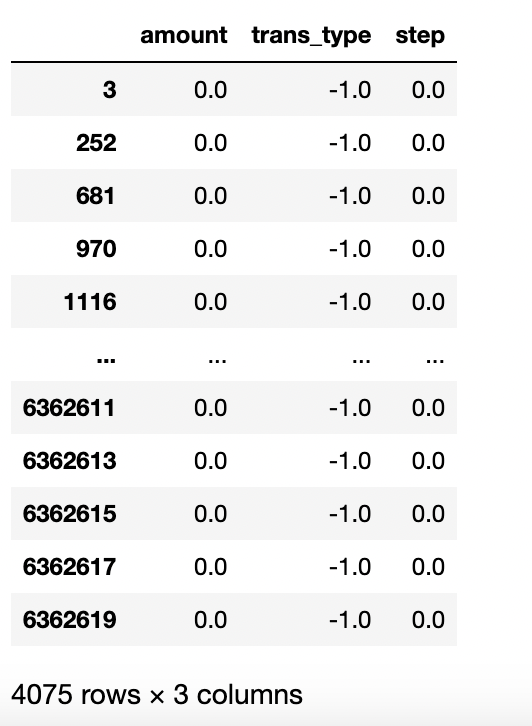 amount trans_type step
3 0.0 -1.0 0.0
252 0.0 -1.0 0.0
681 0.0 -1.0 0.0
970 0.0 -1.0 0.0
1116 0.0 -1.0 0.0
... ... ... ...
6362611 0.0 -1.0 0.0
6362613 0.0 -1.0 0.0
6362615 0.0 -1.0 0.0
6362617 0.0 -1.0 0.0
6362619 0.0 -1.0 0.0
4075 rows × 3 columns